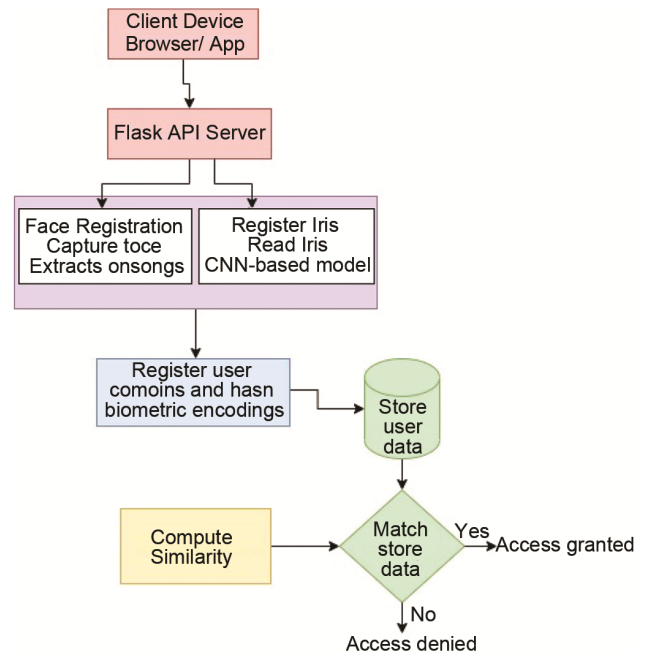 Client Device
Browser/ App
Flask API Server
Face Registration
Capture toce
Extracts onsongs
Register Iris
Read Iris
CNN-based model
Register user
comoins and hasn
biometric encodings
Store
user
data
Compute
Similarity
Match
store
data
Yes
Access granted
No
Access denied